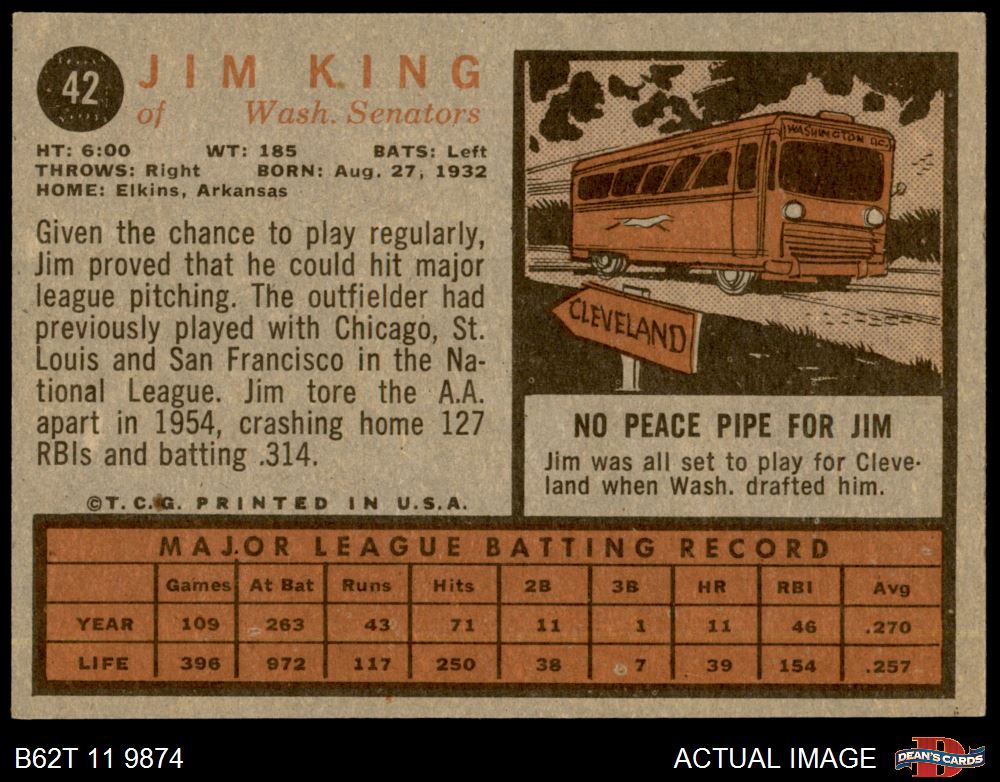 42
JIM KING
of Wash. Senators
HT: 6:00 WT: 185 BATS: Left
THROWS: Right BORN: Aug. 27, 1932
HOME: Elkins, Arkansas
Given the chance to play regularly,
Jim proved that he could hit major
league pitching. The outfielder had
previously played with Chicago, St.
Louis and San Francisco in the Na-
tional League. Jim tore the A.A.
apart in 1954, crashing home 127
RBIs and batting .314.
©T.C.G. PRINTED IN U.S.A.
WASHINGTON D.C.
CLEVELAND
NO PEACE PIPE FOR JIM
Jim was all set to play for Cleve-
land when Wash. drafted him.
MAJOR LEAGUE BATTING RECORD
Games At Bat Runs Hits 2B 3B HR RBI Avg
YEAR 109 263 43 71 11 1 11 46 .270
LIFE 396 972 117 250 38 7 39 154 .257
B62T 11 9874
ACTUAL IMAGE
DEAN'S CARDS